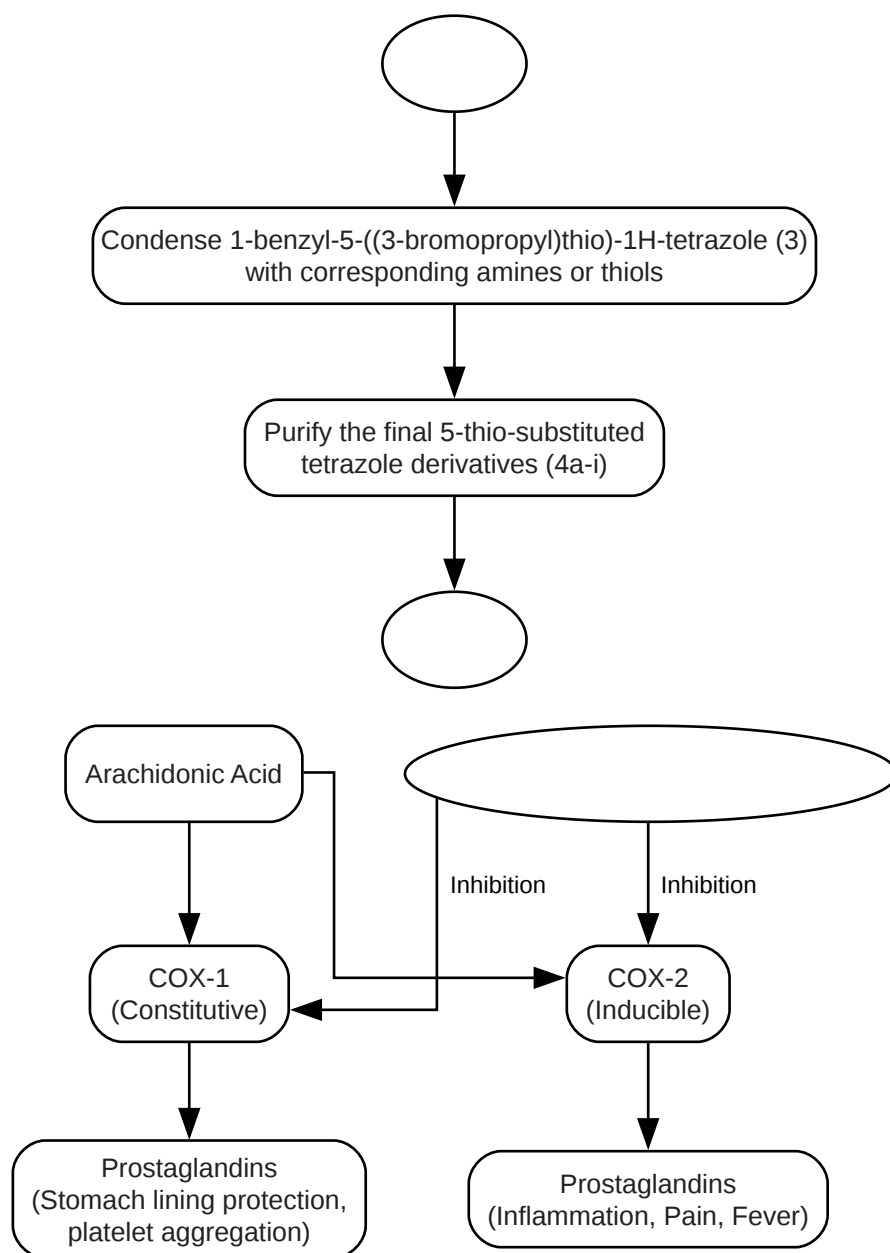 Condense 1-benzyl-5-((3-bromopropyl)thio)-1H-tetrazole (3)
with corresponding amines or thiols
Purify the final 5-thio-substituted
tetrazole derivatives (4a-i)
Arachidonic Acid
Inhibition
Inhibition
COX-1
(Constitutive)
COX-2
(Inducible)
Prostaglandins
(Stomach lining protection,
platelet aggregation)
Prostaglandins
(Inflammation, Pain, Fever)